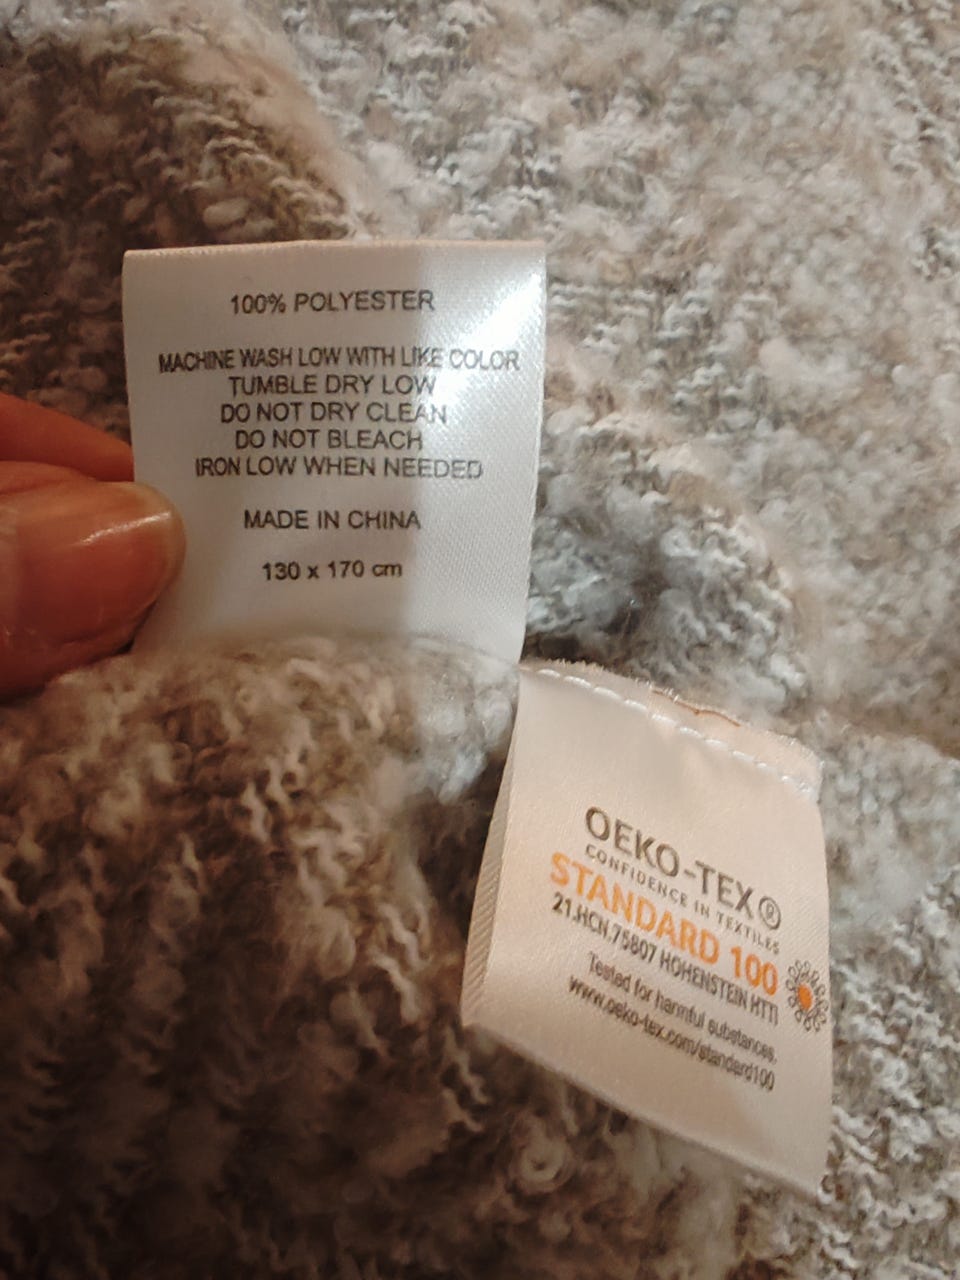 100% POLYESTER
MACHINE WASH LOW WITH LIKE COLOR
TUMBLE DRY LOW
DO NOT DRY CLEAN
DO NOT BLEACH
IRON LOW WHEN NEEDED
MADE IN CHINA
130 x 170 cm
OEKO-TEX®
CONFIDENCE IN TEXTILES
STANDARD 100
21.HCN.75807 HOHENSTEIN HTTI
Tested for harmful substances.
www.oeko-tex.com/standard100